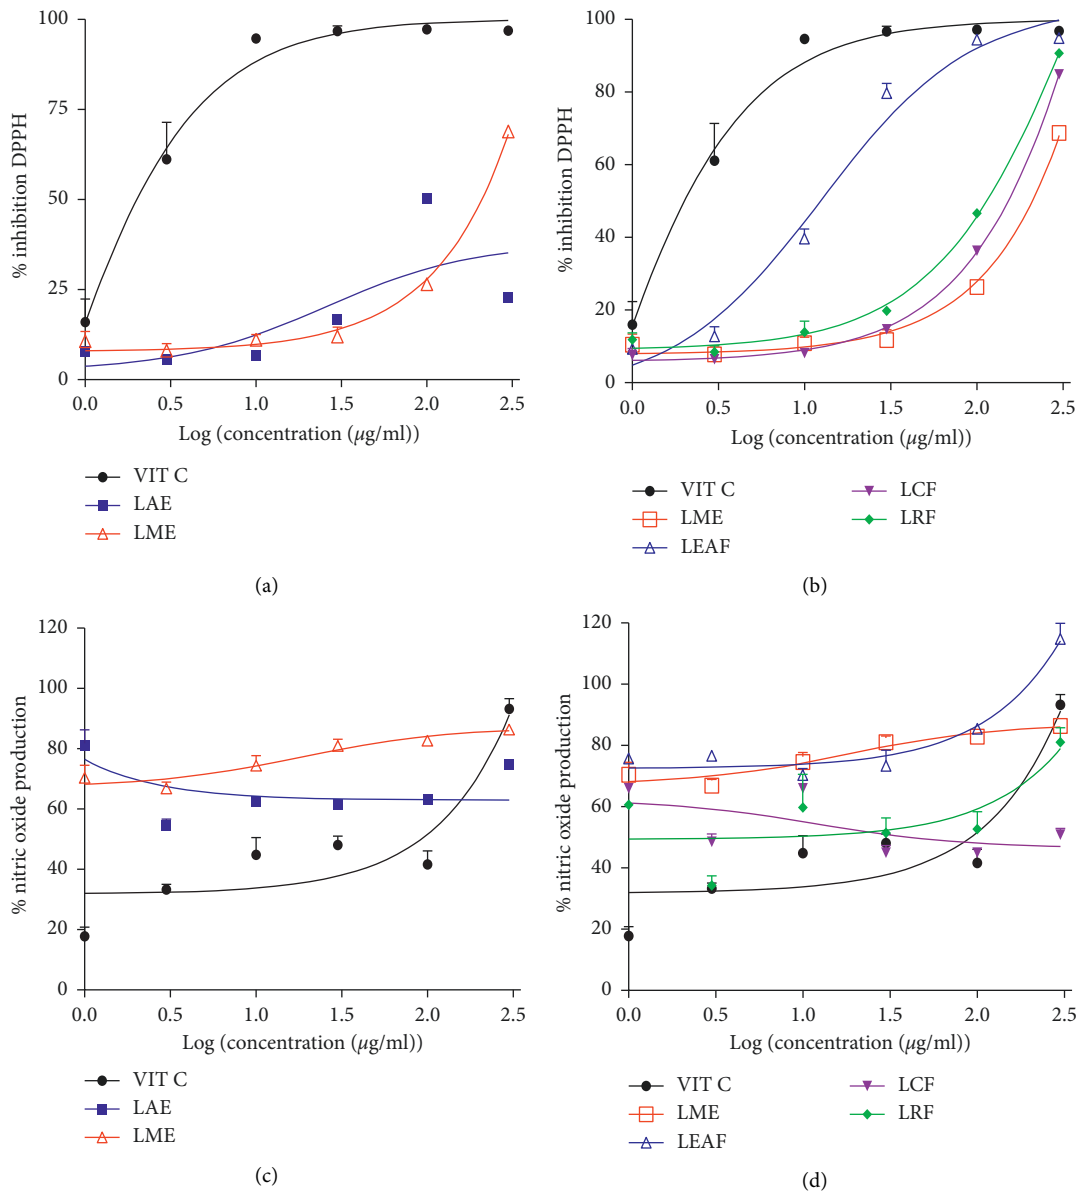 (a)
100
75
50
25
0
% inhibition DPPH
0.0 0.5 1.0 1.5 2.0 2.5
Log (concentration (μg/ml))
VIT C
LAE
LME
(a)
(b)
100
80
60
40
20
0
% inhibition DPPH
0.0 0.5 1.0 1.5 2.0 2.5
Log (concentration (μg/ml))
VIT C
LME
LEAF
LCF
LRF
(b)
120
100
80
60
40
20
0
% nitric oxide production
0.0 0.5 1.0 1.5 2.0 2.5
Log (concentration (μg/ml))
VIT C
LAE
LME
(c)
120
100
80
60
40
20
0
% nitric oxide production
0.0 0.5 1.0 1.5 2.0 2.5
Log (concentration (μg/ml))
VIT C
LME
LEAF
LCF
LRF
(d)